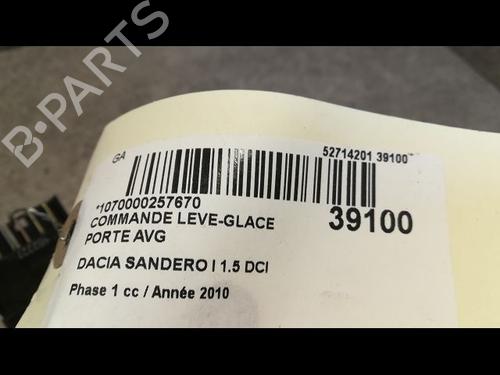 B-PARTS
GA
52714201 39100*
*1070000257670
39100
COMMANDE LEVE-GLACE
PORTE AVG
DACIA SANDERO I 1.5 DCI
Phase 1 cc / Année 2010